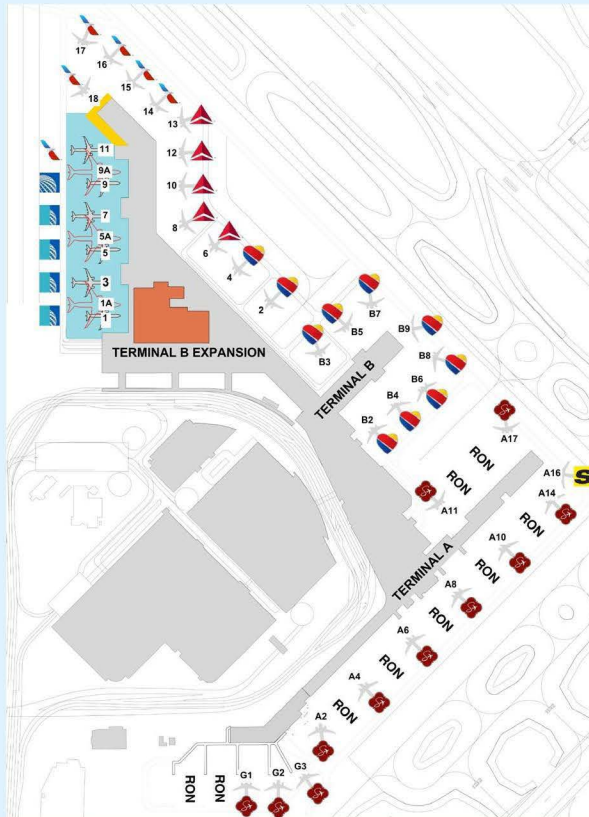 17
16
15
14
18
13
12
10
8
6
4
2
11
9A
9
7
5A
5
3
1A
1
TERMINAL B EXPANSION
B7
B5
B3
B9
B8
B6
B4
B2
TERMINAL B
A17
RON
RON
A11
A16
S
A14
RON
A10
RON
A8
TERMINAL A
RON
A6
RON
A4
RON
A2
G3
G2
G1
RON
RON